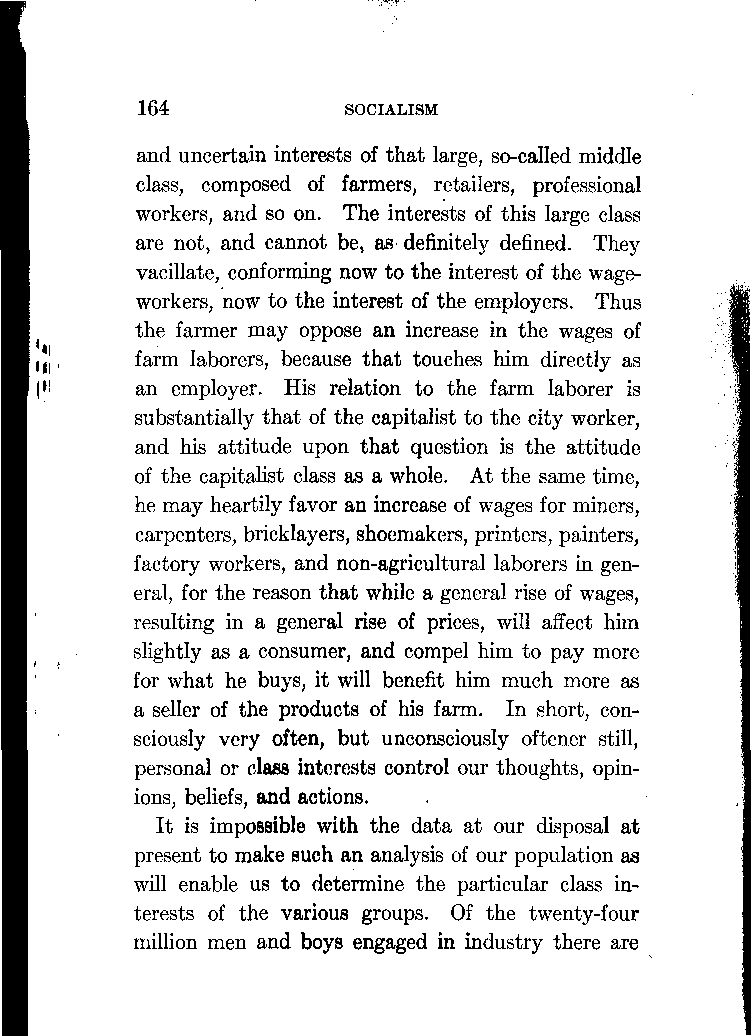 164 SOCIALISM
and uncertain interests of that large, so-called middle
class, composed of farmers, retailers, professional
workers, and so on. The interests of this large class
are not, and cannot be, as definitely defined. They
vacillate, conforming now to the interest of the wage-
workers, now to the interest of the employers. Thus
the farmer may oppose an increase in the wages of
farm laborers, because that touches him directly as
an employer. His relation to the farm laborer is
substantially that of the capitalist to the city worker,
and his attitude upon that question is the attitude
of the capitalist class as a whole. At the same time,
he may heartily favor an increase of wages for miners,
carpenters, bricklayers, shoemakers, printers, painters,
factory workers, and non-agricultural laborers in gen-
eral, for the reason that while a general rise of wages,
resulting in a general rise of prices, will affect him
slightly as a consumer, and compel him to pay more
for what he buys, it will benefit him much more as
a seller of the products of his farm. In short, con-
sciously very often, but unconsciously oftener still,
personal or class interests control our thoughts, opin-
ions, beliefs, and actions.
It is impossible with the data at our disposal at
present to make such an analysis of our population as
will enable us to determine the particular class in-
terests of the various groups. Of the twenty-four
million men and boys engaged in industry there are